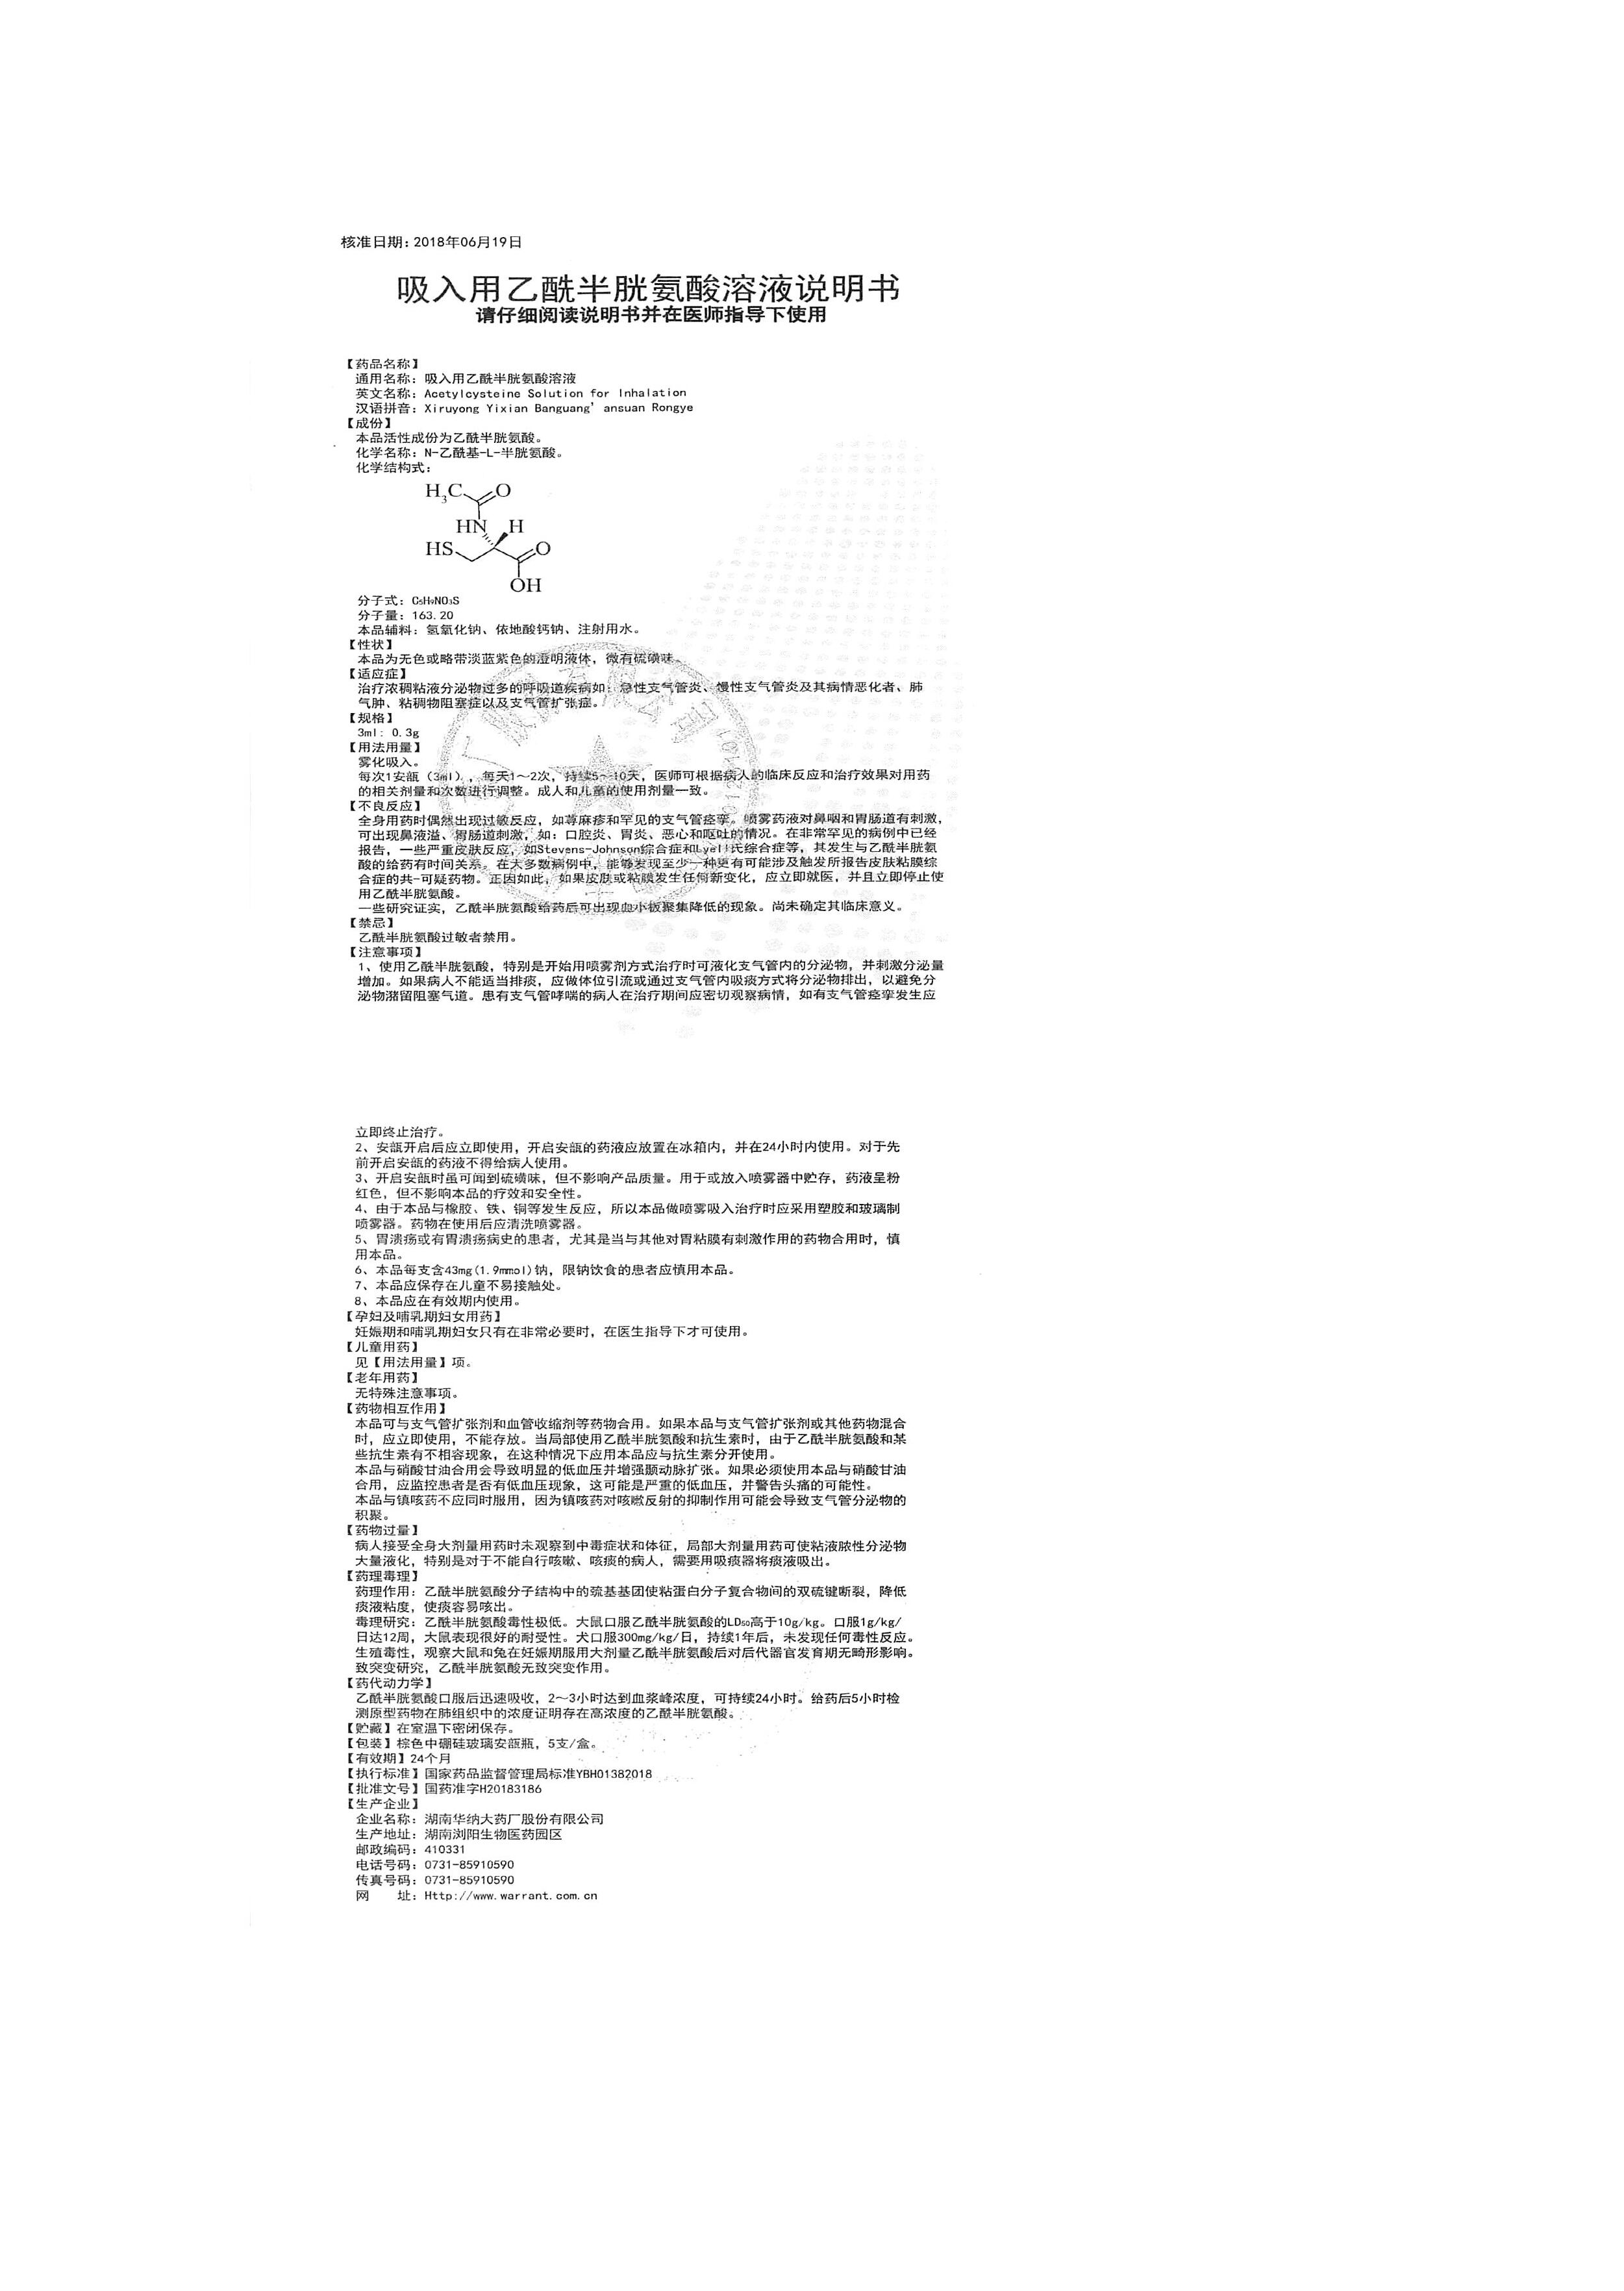 核准日期：2018年06月19日
吸入用乙酰半胱氨酸溶液说明书
请仔细阅读说明书并在医师指导下使用
【药品名称】
通用名称：吸入用乙酰半胱氨酸溶液
英文名称：Acetylcysteine Solution for Inhalation
汉语拼音：Xiruyong Yixian Banguang' ansuan Rongye
【成份】
本品活性成份为乙酰半胱氨酸。
化学名称：N-乙酰基-L-半胱氨酸。
化学结构式：
H₃C O
HN H
HS O
OH
分子式：C₅H₉NO₃S
分子量：163.20
本品辅料：氢氧化钠、依地酸钙钠、注射用水。
【性状】
本品为无色或略带淡蓝紫色的澄明液体，微有硫磺味。
【适应症】
治疗浓稠粘液分泌物过多的呼吸道疾病如：急性支气管炎、慢性支气管炎及其病情恶化者、肺
气肿、粘稠物阻塞症以及支气管扩张症。
【规格】
3ml：0.3g
【用法用量】
雾化吸入。
每次1安瓿（3ml），每天1～2次，持续5～10天，医师可根据病人的临床反应和治疗效果对用药
的相关剂量和次数进行调整。成人和儿童的使用剂量一致。
【不良反应】
全身用药时偶然出现过敏反应，如荨麻疹和罕见的支气管痉挛。喷雾药液对鼻咽和胃肠道有刺激，
可出现鼻液溢、胃肠道刺激，如：口腔炎、胃炎、恶心和呕吐的情况。在非常罕见的病例中已经
报告，一些严重皮肤反应，如Stevens-Johnson综合症和Lyell氏综合症等，其发生与乙酰半胱氨
酸的给药有时间关系。在大多数病例中，能够发现至少一种更有可能涉及触发所报告皮肤粘膜综
合症的共-可疑药物。正因如此，如果皮肤或粘膜发生任何新变化，应立即就医，并且立即停止使
用乙酰半胱氨酸。
一些研究证实，乙酰半胱氨酸给药后可出现血小板聚集降低的现象。尚未确定其临床意义。
【禁忌】
乙酰半胱氨酸过敏者禁用。
【注意事项】
1、使用乙酰半胱氨酸，特别是开始用喷雾剂方式治疗时可液化支气管内的分泌物，并刺激分泌量
增加。如果病人不能适当排痰，应做体位引流或通过支气管内吸痰方式将分泌物排出，以避免分
泌物潴留阻塞气道。患有支气管哮喘的病人在治疗期间应密切观察病情，如有支气管痉挛发生应
立即终止治疗。
2、安瓿开启后应立即使用，开启安瓿的药液应放置在冰箱内，并在24小时内使用。对于先
前开启安瓿的药液不得给病人使用。
3、开启安瓿时虽可闻到硫磺味，但不影响产品质量。用于或放入喷雾器中贮存，药液呈粉
红色，但不影响本品的疗效和安全性。
4、由于本品与橡胶、铁、铜等发生反应，所以本品做喷雾吸入治疗时应采用塑胶和玻璃制
喷雾器。药物在使用后应清洗喷雾器。
5、胃溃疡或有胃溃疡病史的患者，尤其是当与其他对胃粘膜有刺激作用的药物合用时，慎
用本品。
6、本品每支含43mg(1.9mmol)钠，限钠饮食的患者应慎用本品。
7、本品应保存在儿童不易接触处。
8、本品应在有效期内使用。
【孕妇及哺乳期妇女用药】
妊娠期和哺乳期妇女只有在非常必要时，在医生指导下才可使用。
【儿童用药】
见【用法用量】项。
【老年用药】
无特殊注意事项。
【药物相互作用】
本品可与支气管扩张剂和血管收缩剂等药物合用。如果本品与支气管扩张剂或其他药物混合
时，应立即使用，不能存放。当局部使用乙酰半胱氨酸和抗生素时，由于乙酰半胱氨酸和某
些抗生素有不相容现象，在这种情况下应用本品应与抗生素分开使用。
本品与硝酸甘油合用会导致明显的低血压并增强颞动脉扩张。如果必须使用本品与硝酸甘油
合用，应监控患者是否有低血压现象，这可能是严重的低血压，并警告头痛的可能性。
本品与镇咳药不应同时服用，因为镇咳药对咳嗽反射的抑制作用可能会导致支气管分泌物的
积聚。
【药物过量】
病人接受全身大剂量用药时未观察到中毒症状和体征，局部大剂量用药可使粘液脓性分泌物
大量液化，特别是对于不能自行咳嗽、咳痰的病人，需要用吸痰器将痰液吸出。
【药理毒理】
药理作用：乙酰半胱氨酸分子结构中的巯基基团使粘蛋白分子复合物间的双硫键断裂，降低
痰液粘度，使痰容易咳出。
毒理研究：乙酰半胱氨酸毒性极低。大鼠口服乙酰半胱氨酸的LD₅₀高于10g/kg。口服1g/kg/
日达12周，大鼠表现很好的耐受性。犬口服300mg/kg/日，持续1年后，未发现任何毒性反应。
生殖毒性，观察大鼠和兔在妊娠期服用大剂量乙酰半胱氨酸后对后代器官发育期无畸形影响。
致突变研究，乙酰半胱氨酸无致突变作用。
【药代动力学】
乙酰半胱氨酸口服后迅速吸收，2～3小时达到血浆峰浓度，可持续24小时。给药后5小时检
测原型药物在肺组织中的浓度证明存在高浓度的乙酰半胱氨酸。
【贮藏】在室温下密闭保存。
【包装】棕色中硼硅玻璃安瓿瓶，5支/盒。
【有效期】24个月
【执行标准】国家药品监督管理局标准YBH01382018
【批准文号】国药准字H20183186
【生产企业】
企业名称：湖南华纳大药厂股份有限公司
生产地址：湖南浏阳生物医药园区
邮政编码：410331
电话号码：0731-85910590
传真号码：0731-85910590
网　　址：Http://www.warrant.com.cn